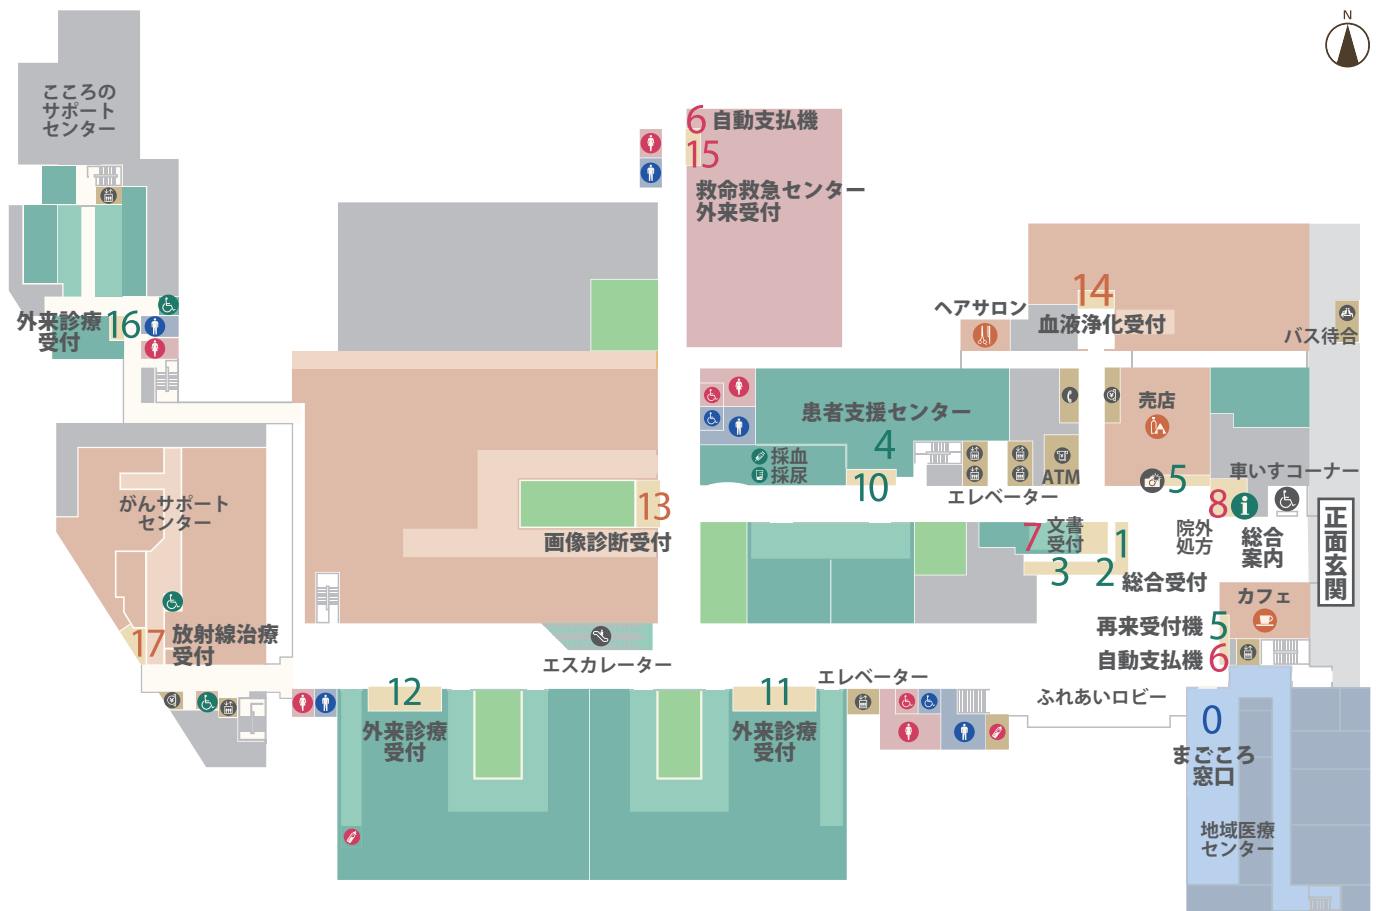 N
こころの
サポート
センター
6 自動支払機
15
救命救急センター
外来受付
14
血液浄化受付
ヘアサロン
バス待合
外来診療
受付
16
患者支援センター
4
売店
採血
採尿
10
エレベーター
ATM
5
車いすコーナー
8
院外
処方
総合
案内
正面玄関
がんサポート
センター
13
画像診断受付
7 文書
受付
1
3
2
総合受付
カフェ
再来受付機 5
自動支払機 6
17 放射線治療
受付
エスカレーター
エレベーター
12
外来診療
受付
11
外来診療
受付
ふれあいロビー
0
まごころ
窓口
地域医療
センター